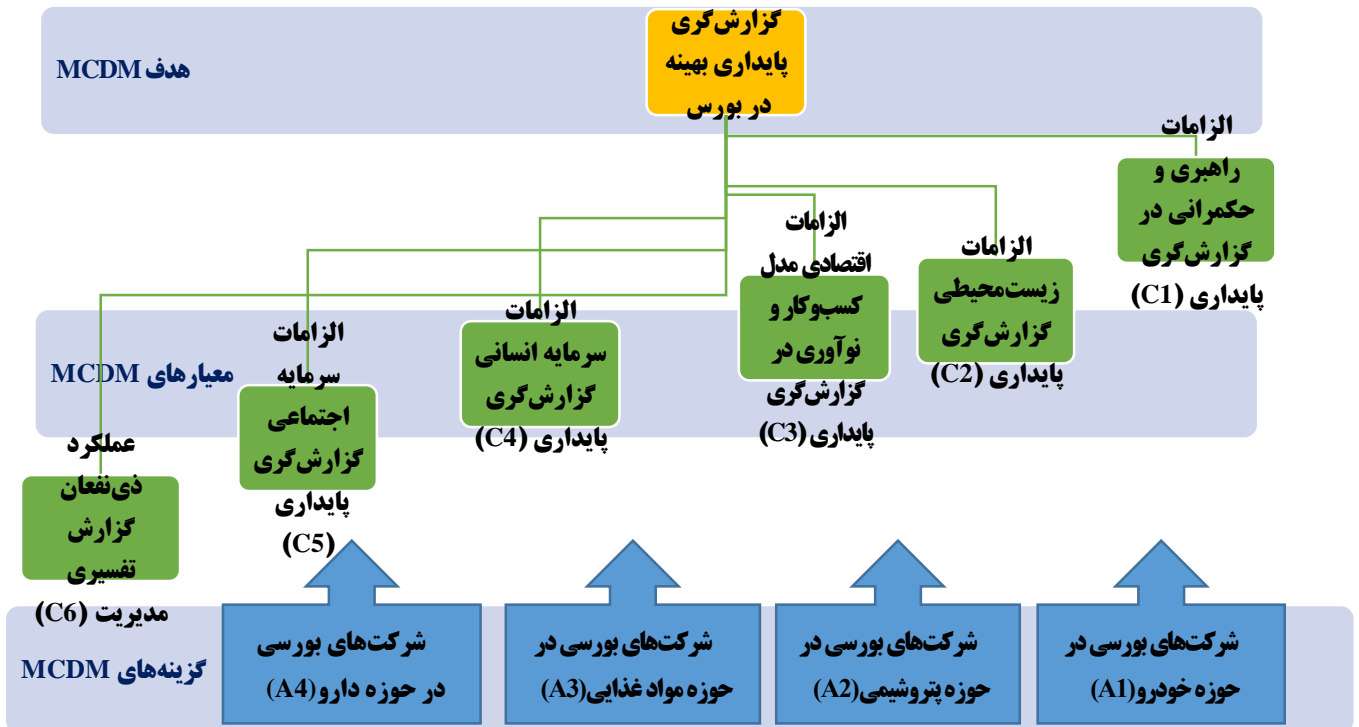 گزارش‌گری
پایداری بهینه
در بورس
هدف MCDM
الزامات
راهبری و
حکمرانی در
گزارش‌گری
پایداری (C1)
الزامات
زیست‌محیطی
گزارش‌گری
پایداری (C2)
الزامات
اقتصادی مدل
کسب‌وکار و
نوآوری در
گزارش‌گری
پایداری (C3)
الزامات
سرمایه انسانی
گزارش‌گری
پایداری (C4)
الزامات
سرمایه
اجتماعی
گزارش‌گری
پایداری
(C5)
عملکرد
ذی‌نفعان
گزارش
تفسیری
مدیریت (C6)
معیارهای MCDM
شرکت‌های بورسی در
حوزه خودرو(A1)
شرکت‌های بورسی در
حوزه پتروشیمی(A2)
شرکت‌های بورسی در
حوزه مواد غذایی(A3)
شرکت‌های بورسی
در حوزه دارو(A4)
گزینه‌های MCDM